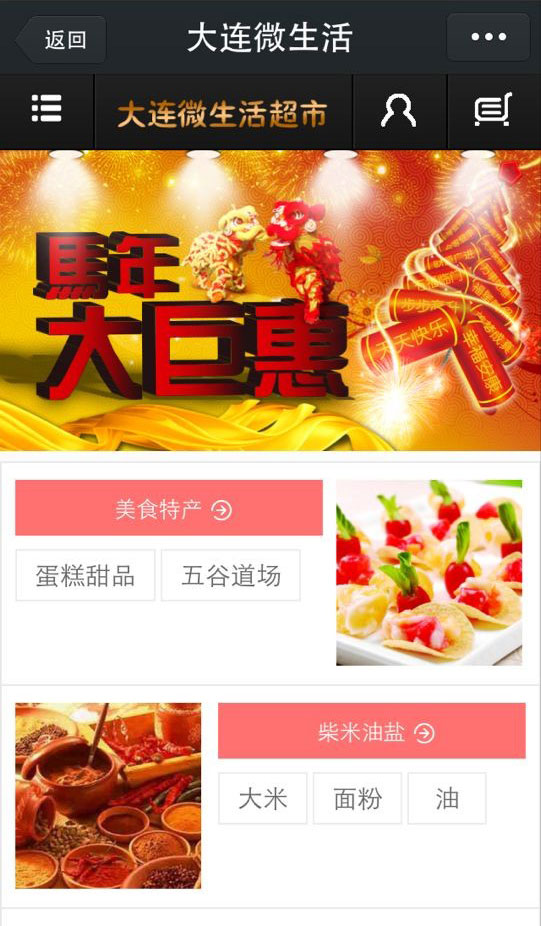 返回
大连微生活
大连微生活超市
馬年
大巨惠
步步
天天快乐
幸福安康
美食特产
蛋糕甜品
五谷道场
柴米油盐
大米
面粉
油